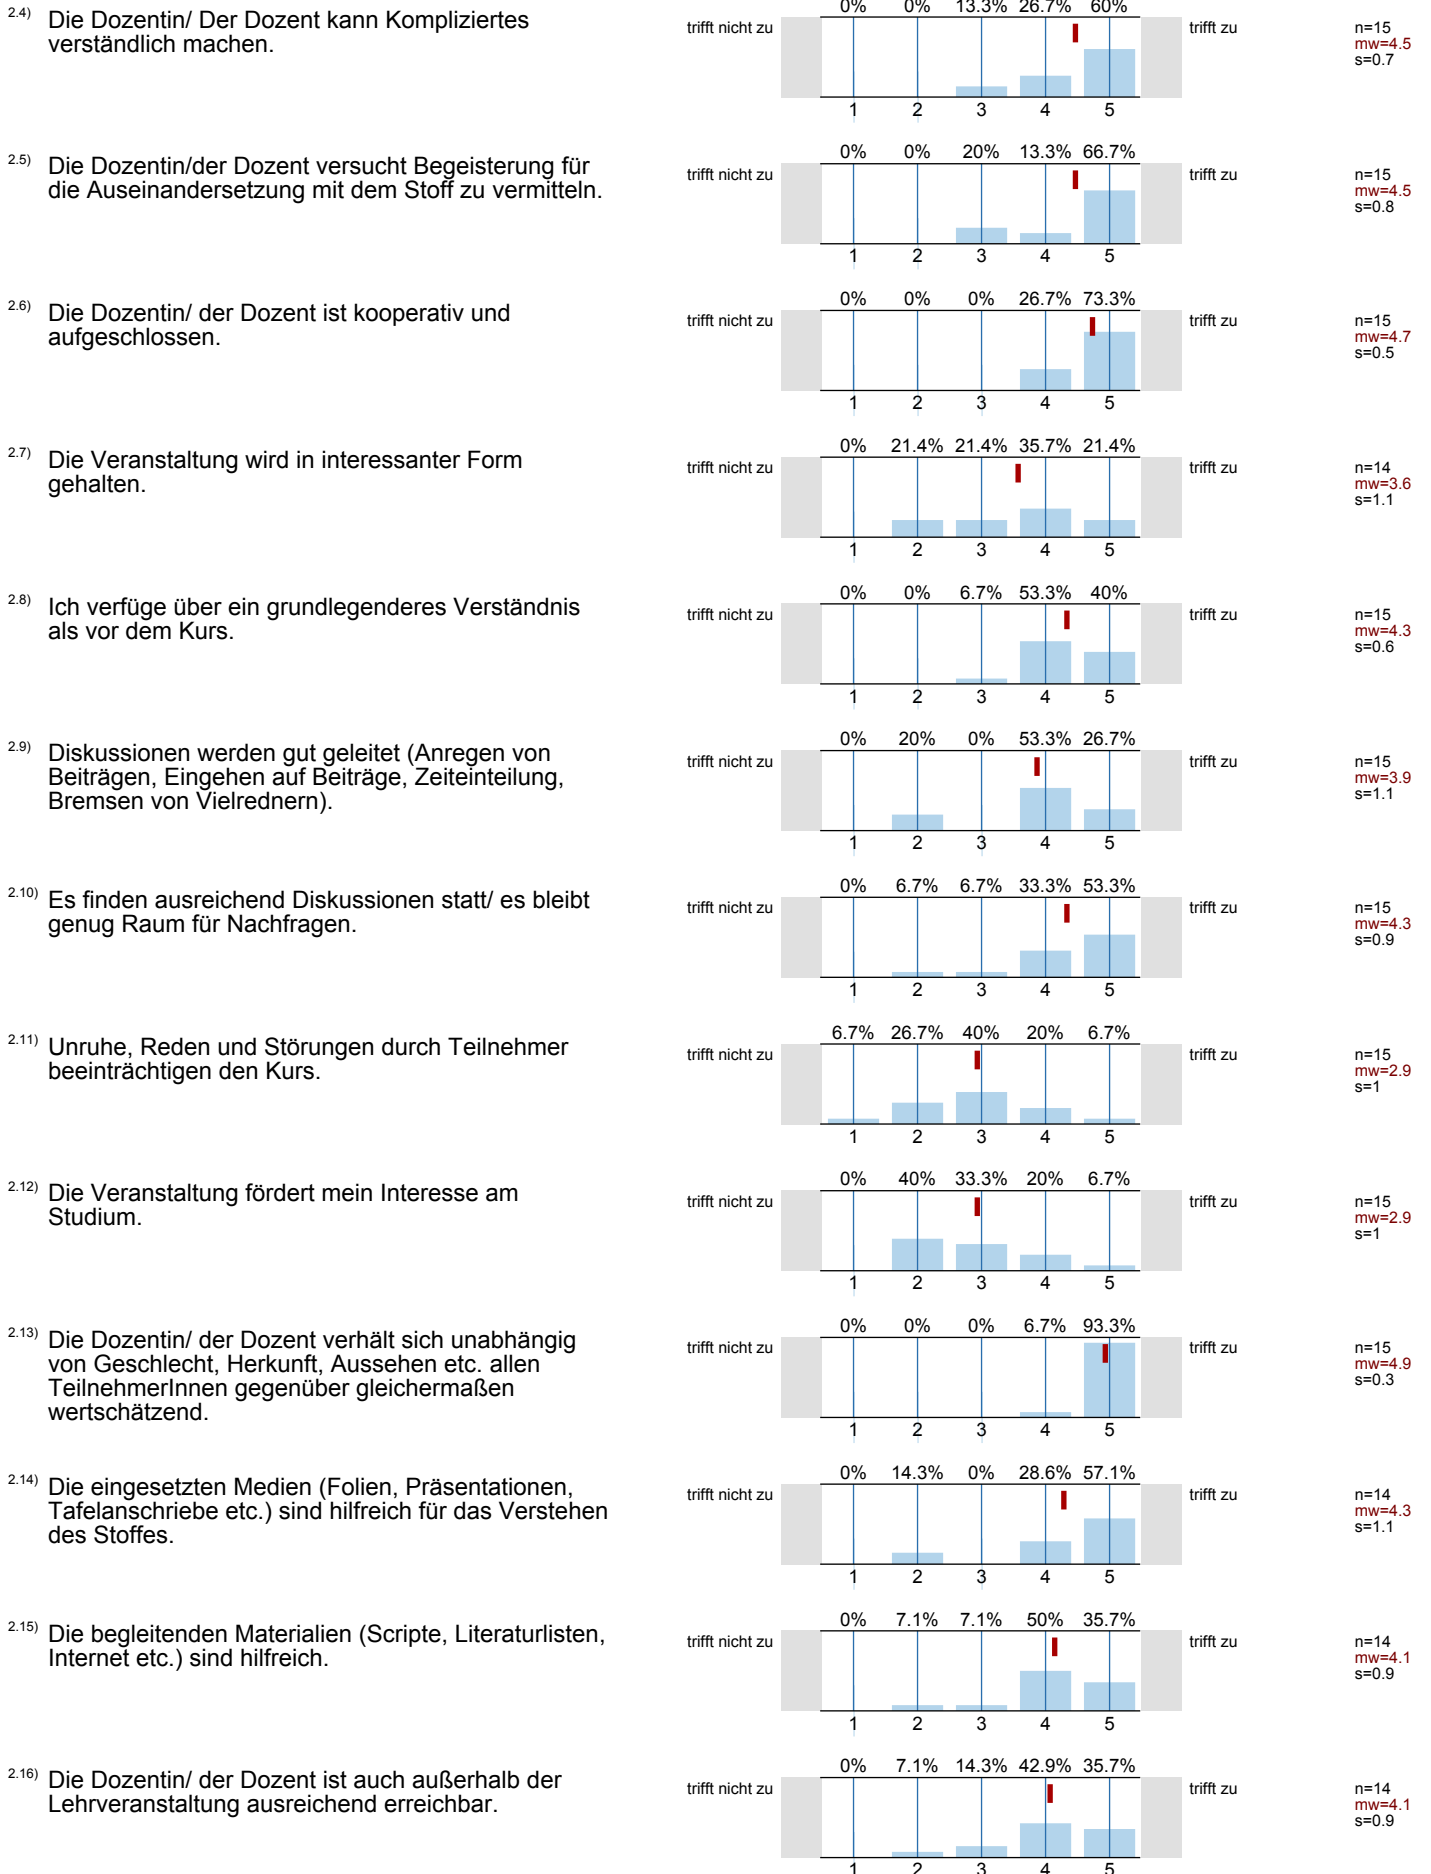 0% 0% 13.3% 26.7% 60%
2.4) Die Dozentin/ Der Dozent kann Kompliziertes
verständlich machen.
trifft nicht zu
trifft zu
n=15
mw=4.5
s=0.7
1 2 3 4 5
0% 0% 20% 13.3% 66.7%
2.5) Die Dozentin/der Dozent versucht Begeisterung für
die Auseinandersetzung mit dem Stoff zu vermitteln.
trifft nicht zu
trifft zu
n=15
mw=4.5
s=0.8
1 2 3 4 5
0% 0% 0% 26.7% 73.3%
2.6) Die Dozentin/ der Dozent ist kooperativ und
aufgeschlossen.
trifft nicht zu
trifft zu
n=15
mw=4.7
s=0.5
1 2 3 4 5
0% 21.4% 21.4% 35.7% 21.4%
2.7) Die Veranstaltung wird in interessanter Form
gehalten.
trifft nicht zu
trifft zu
n=14
mw=3.6
s=1.1
1 2 3 4 5
0% 0% 6.7% 53.3% 40%
2.8) Ich verfüge über ein grundlegenderes Verständnis
als vor dem Kurs.
trifft nicht zu
trifft zu
n=15
mw=4.3
s=0.6
1 2 3 4 5
0% 20% 0% 53.3% 26.7%
2.9) Diskussionen werden gut geleitet (Anregen von
Beiträgen, Eingehen auf Beiträge, Zeiteinteilung,
Bremsen von Vielrednern).
trifft nicht zu
trifft zu
n=15
mw=3.9
s=1.1
1 2 3 4 5
0% 6.7% 6.7% 33.3% 53.3%
2.10) Es finden ausreichend Diskussionen statt/ es bleibt
genug Raum für Nachfragen.
trifft nicht zu
trifft zu
n=15
mw=4.3
s=0.9
1 2 3 4 5
6.7% 26.7% 40% 20% 6.7%
2.11) Unruhe, Reden und Störungen durch Teilnehmer
beeinträchtigen den Kurs.
trifft nicht zu
trifft zu
n=15
mw=2.9
s=1
1 2 3 4 5
0% 40% 33.3% 20% 6.7%
2.12) Die Veranstaltung fördert mein Interesse am
Studium.
trifft nicht zu
trifft zu
n=15
mw=2.9
s=1
1 2 3 4 5
0% 0% 0% 6.7% 93.3%
2.13) Die Dozentin/ der Dozent verhält sich unabhängig
von Geschlecht, Herkunft, Aussehen etc. allen
TeilnehmerInnen gegenüber gleichermaßen
wertschätzend.
trifft nicht zu
trifft zu
n=15
mw=4.9
s=0.3
1 2 3 4 5
0% 14.3% 0% 28.6% 57.1%
2.14) Die eingesetzten Medien (Folien, Präsentationen,
Tafelanschriebe etc.) sind hilfreich für das Verstehen
des Stoffes.
trifft nicht zu
trifft zu
n=14
mw=4.3
s=1.1
1 2 3 4 5
0% 7.1% 7.1% 50% 35.7%
2.15) Die begleitenden Materialien (Scripte, Literaturlisten,
Internet etc.) sind hilfreich.
trifft nicht zu
trifft zu
n=14
mw=4.1
s=0.9
1 2 3 4 5
0% 7.1% 14.3% 42.9% 35.7%
2.16) Die Dozentin/ der Dozent ist auch außerhalb der
Lehrveranstaltung ausreichend erreichbar.
trifft nicht zu
trifft zu
n=14
mw=4.1
s=0.9
1 2 3 4 5